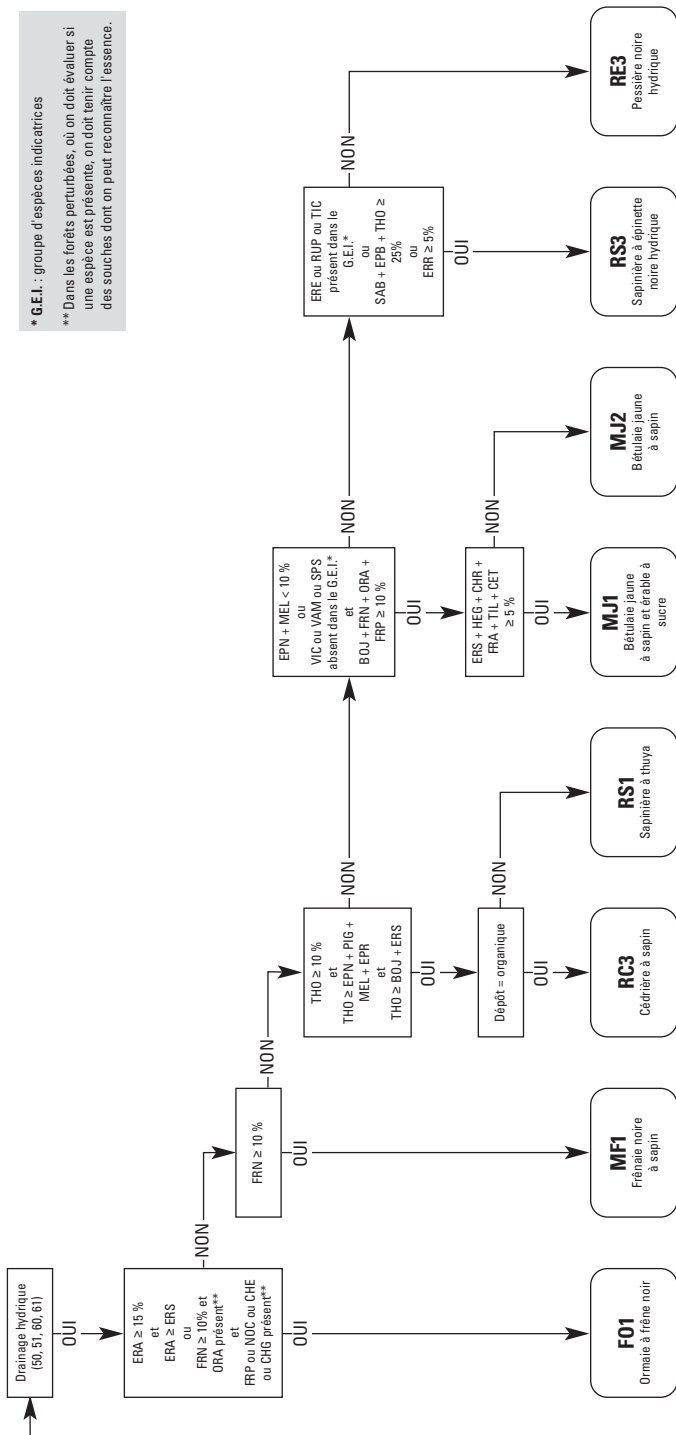 * G.E.I. : groupe d'espèces indicatrices
** Dans les forêts perturbées, où on doit évaluer si
une espèce est présente, on doit tenir compte
des souches dont on peut reconnaître l'essence.
Drainage hydrique
(50, 51, 60, 61)
OUI
ERA ≥ 15 %
et
ERA ≥ ERS
ou
FRN ≥ 10% et
ORA présent**
et
FRP ou NOC ou CHE
ou CHG présent**
NON
OUI
FRN ≥ 10 %
NON
OUI
THO ≥ 10 %
et
THO ≥ EPN + PIG +
MEL + EPR
et
THO ≥ BOJ + ERS
NON
OUI
Dépôt = organique
NON
OUI
EPN + MEL < 10 %
ou
VIC ou VAM ou SPS
absent dans le G.E.I.*
et
BOJ + FRN + ORA +
FRP ≥ 10 %
NON
OUI
ERS + HEG + CHR +
FRA + TIL + CET
≥ 5 %
NON
OUI
ERE ou RUP ou TIC
présent dans le
G.E.I.*
ou
SAB + EPB + THO ≥
25%
ou
ERR ≥ 5%
NON
OUI
FO1
Ormaie à frêne noir
MF1
Frênaie noire
à sapin
RC3
Cédrière à sapin
RS1
Sapinière à thuya
MJ1
Bétulaie jaune
à sapin et érable à
sucre
MJ2
Bétulaie jaune
à sapin
RS3
Sapinière à épinette
noire hydrique
RE3
Pessière noire
hydrique